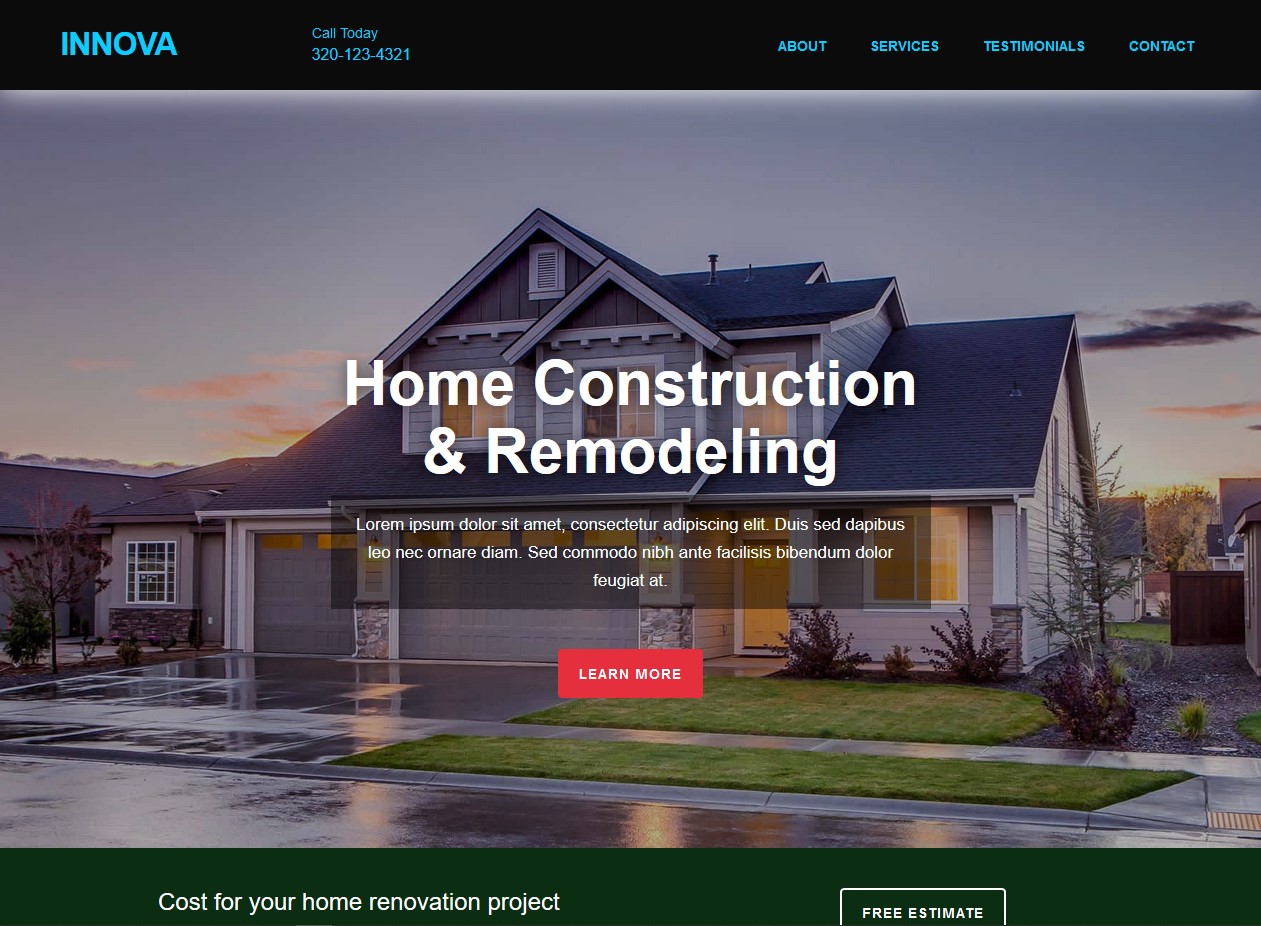 INNOVA
Call Today
320-123-4321
ABOUT
SERVICES
TESTIMONIALS
CONTACT
Home Construction
& Remodeling
Lorem ipsum dolor sit amet, consectetur adipiscing elit. Duis sed dapibus
leo nec ornare diam. Sed commodo nibh ante facilisis bibendum dolor
feugiat at.
LEARN MORE
Cost for your home renovation project
FREE ESTIMATE